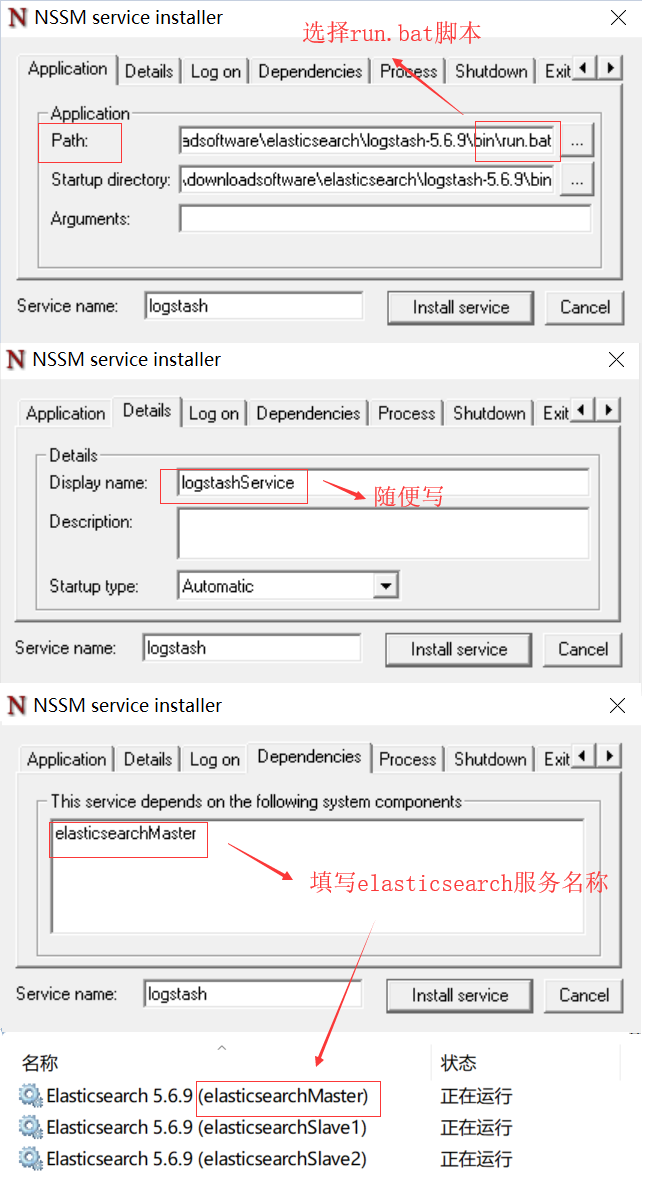 NSSM service installer
选择run.bat脚本
Application Details Log on Dependencies Process Shutdown Exit
Application
Path: adsoftware\elasticsearch\logstash-5.6.9\bin\run.bat ...
Startup directory: \downloadsoftware\elasticsearch\logstash-5.6.9\bin ...
Arguments:
Service name: logstash Install service Cancel
NSSM service installer
Application Details Log on Dependencies Process Shutdown Exit
Details
Display name: logstashService
随便写
Description:
Startup type: Automatic
Service name: logstash Install service Cancel
NSSM service installer
Application Details Log on Dependencies Process Shutdown Exit
This service depends on the following system components
elasticsearchMaster
填写elasticsearch服务名称
Service name: logstash Install service Cancel
名称 状态
Elasticsearch 5.6.9 (elasticsearchMaster) 正在运行
Elasticsearch 5.6.9 (elasticsearchSlave1) 正在运行
Elasticsearch 5.6.9 (elasticsearchSlave2) 正在运行